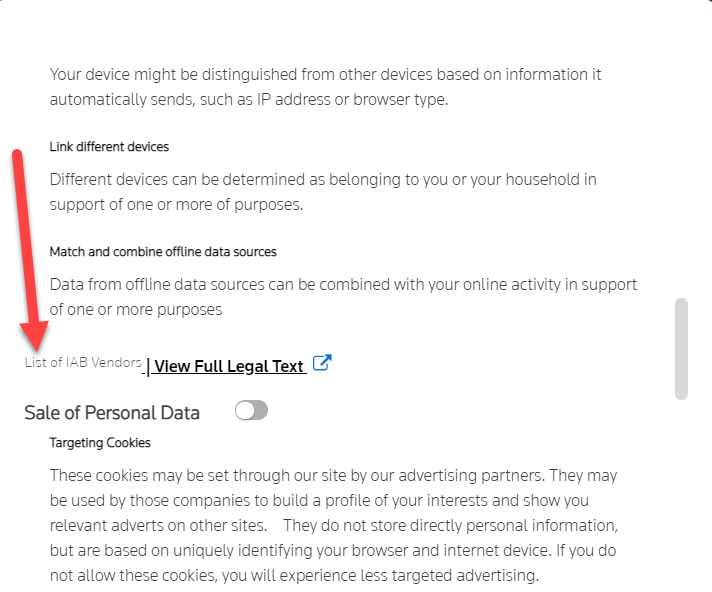 Your device might be distinguished from other devices based on information it
automatically sends, such as IP address or browser type.
Link different devices
Different devices can be determined as belonging to you or your household in
support of one or more of purposes.
Match and combine offline data sources
Data from offline data sources can be combined with your online activity in support
of one or more purposes
List of IAB Vendors | View Full Legal Text
Sale of Personal Data
Targeting Cookies
These cookies may be set through our site by our advertising partners. They may
be used by those companies to build a profile of your interests and show you
relevant adverts on other sites. They do not store directly personal information,
but are based on uniquely identifying your browser and internet device. If you do
not allow these cookies, you will experience less targeted advertising.